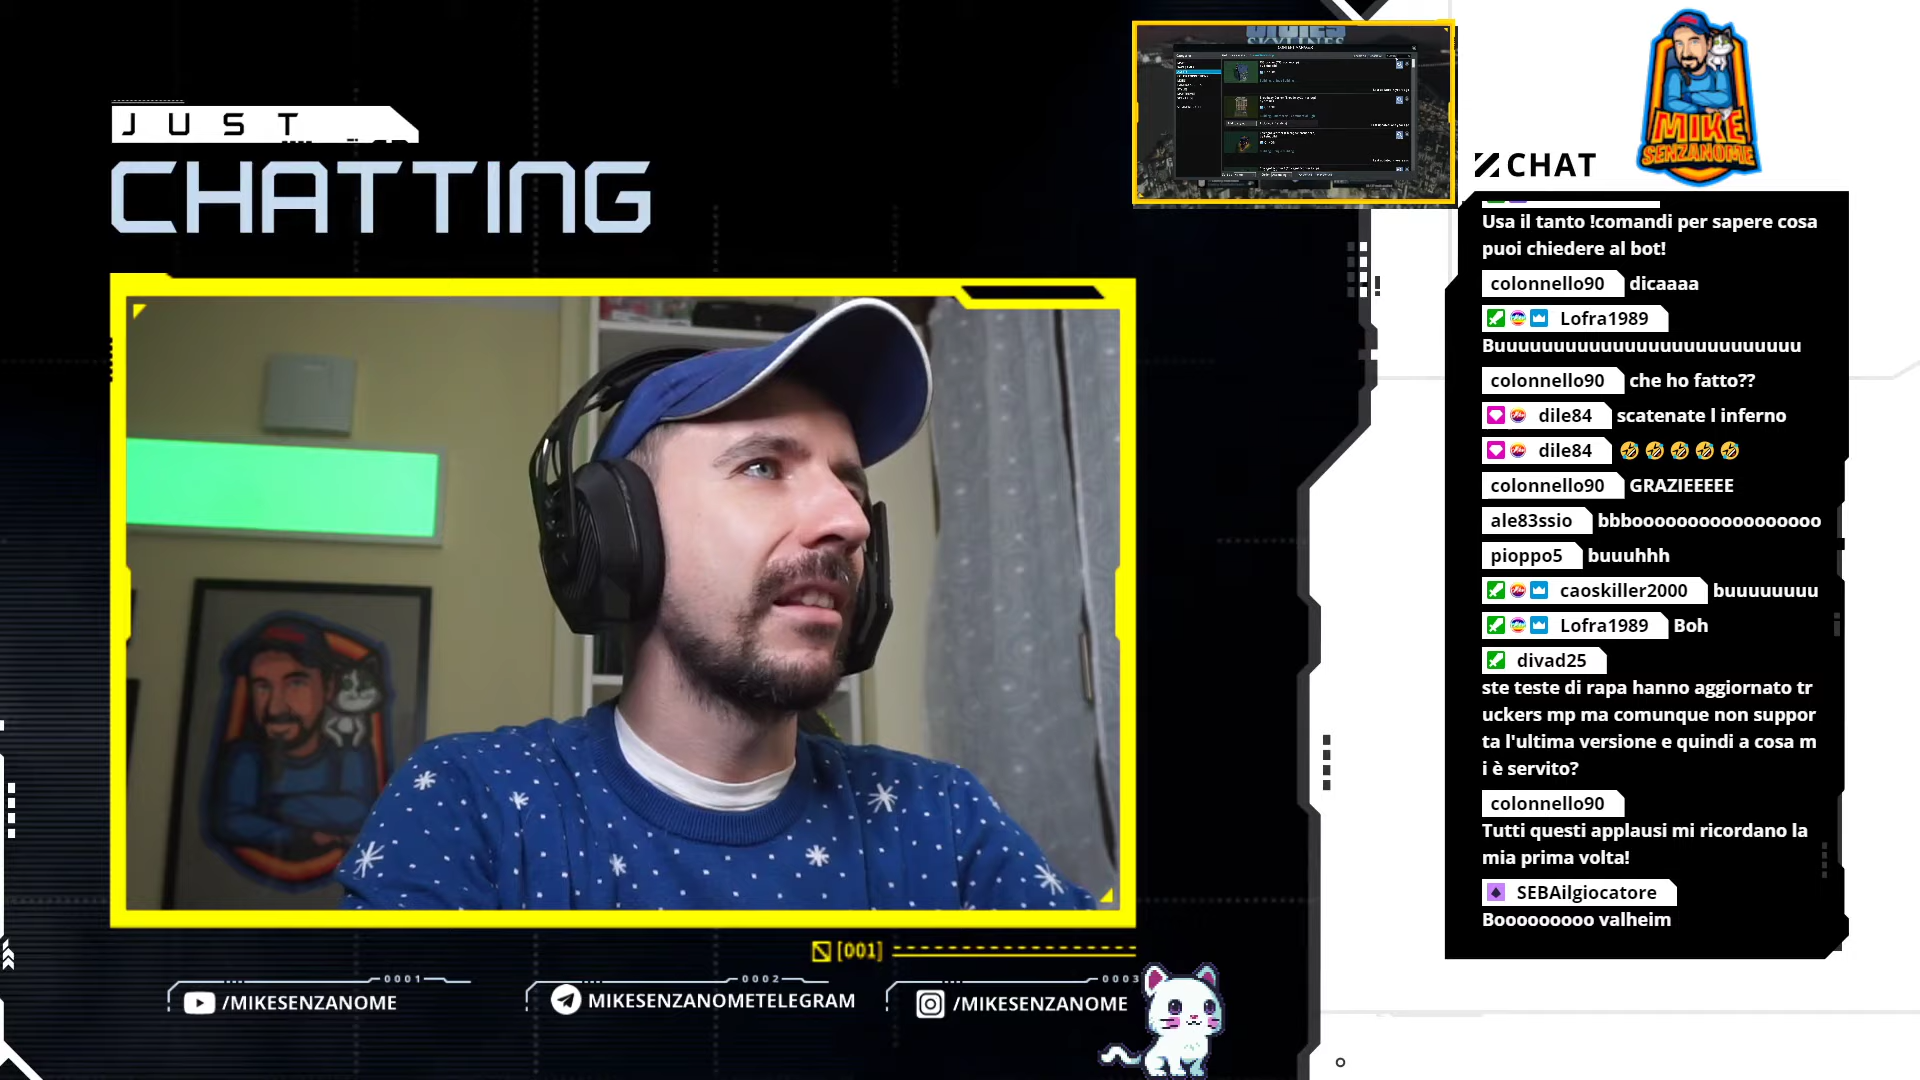 JUST
CHATTING
SKYLINES
MIKE
SENZANOME
CHAT
Usa il tanto !comandi per sapere cosa
puoi chiedere al bot!
colonnello90 dicaaaa
Lofra1989
Buuuuuuuuuuuuuuuuuuuuuuuuuu
colonnello90 che ho fatto??
dile84 scatenate l inferno
dile84 🤣🤣🤣🤣🤣
colonnello90 GRAZIEEEEE
ale83ssio bbbooooooooooooooooo
pioppo5 buuuhhh
caoskiller2000 buuuuuuuu
Lofra1989 Boh
divad25
ste teste di rapa hanno aggiornato tr
uckers mp ma comunque non suppor
ta l'ultima versione e quindi a cosa m
i è servito?
colonnello90
Tutti questi applausi mi ricordano la
mia prima volta!
SEBAilgiocatore
Booooooooo valheim
[001]
0001
/MIKESENZANOME
0002
MIKESENZANOMETELEGRAM
0003
/MIKESENZANOME